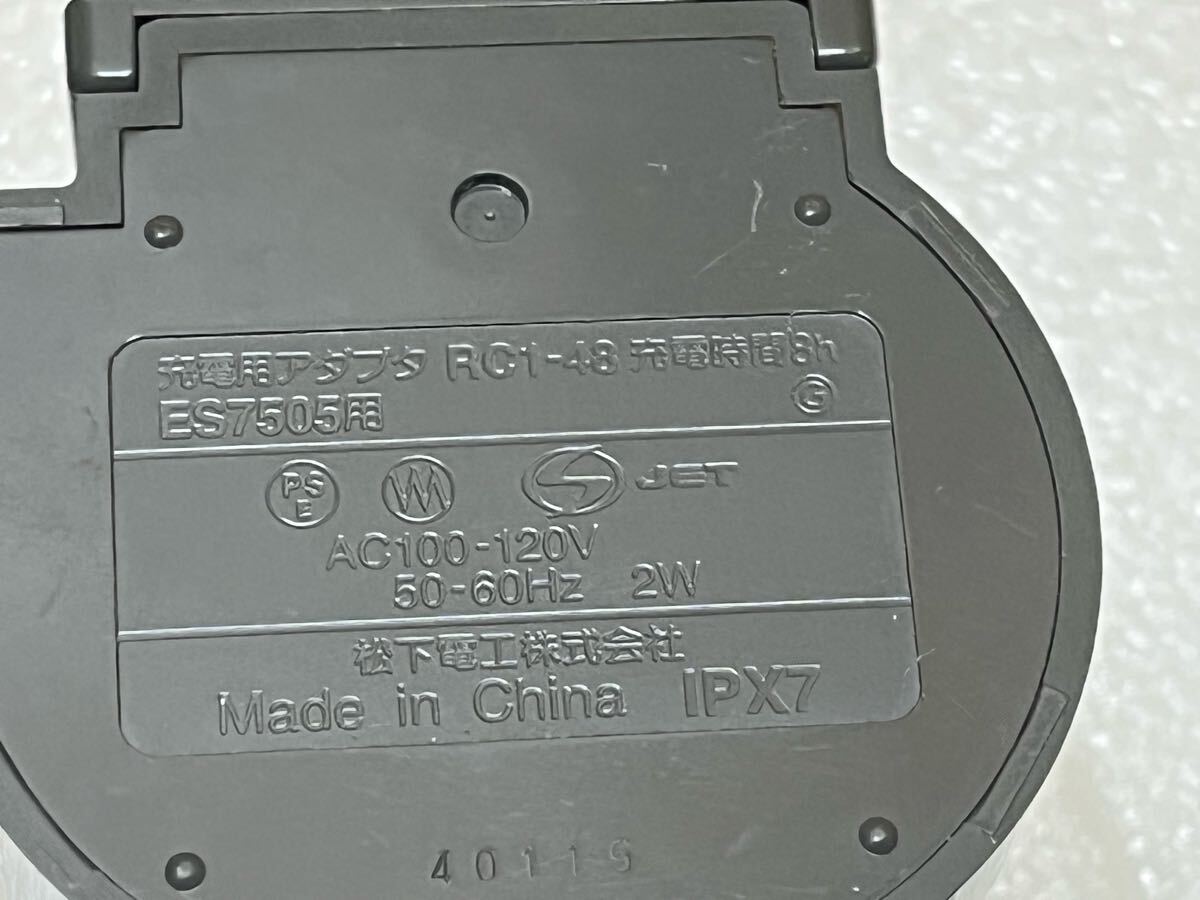 充電用アダプタ RC1-48 充電時間8h
ES7505用 G
PS E JET
AC100-120V
50-60Hz 2W
松下電工株式会社
Made in China IPX7
40119